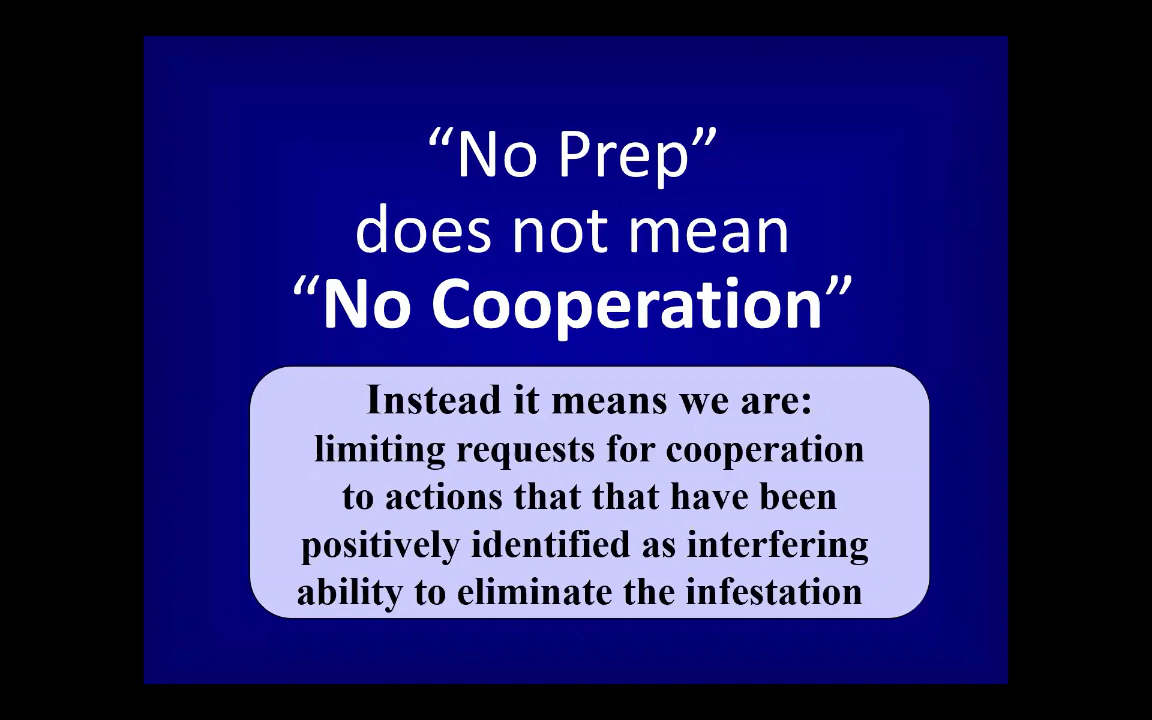 “No Prep”
does not mean
“No Cooperation”
Instead it means we are:
limiting requests for cooperation
to actions that that have been
positively identified as interfering
ability to eliminate the infestation